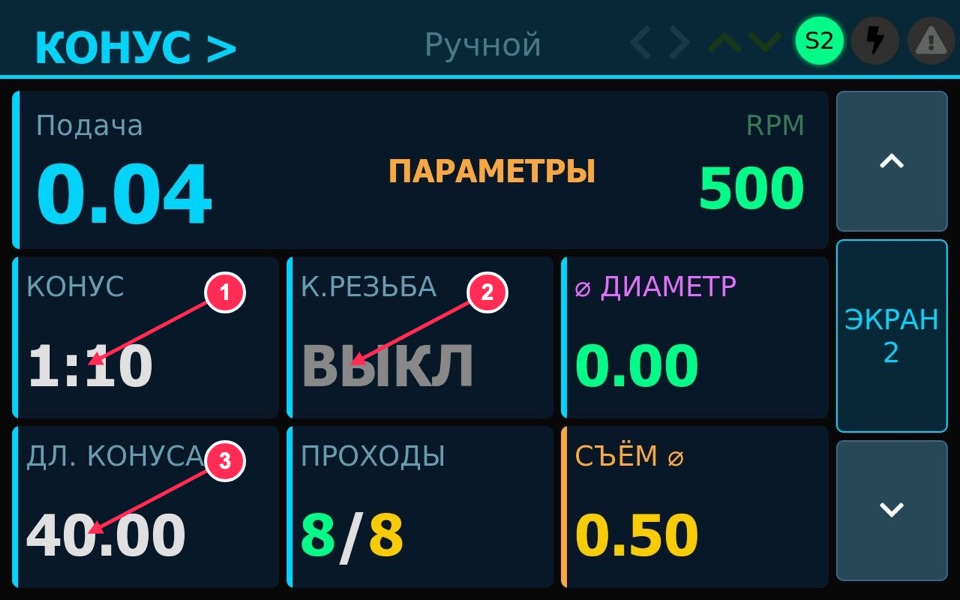 КОНУС >
Ручной
S2
Подача
RPM
0.04
ПАРАМЕТРЫ
500
КОНУС
1
К.РЕЗЬБА
2
⌀ ДИАМЕТР
1:10
ВЫКЛ
0.00
ЭКРАН
2
ДЛ. КОНУСА
3
ПРОХОДЫ
СЪЁМ ⌀
40.00
8/8
0.50